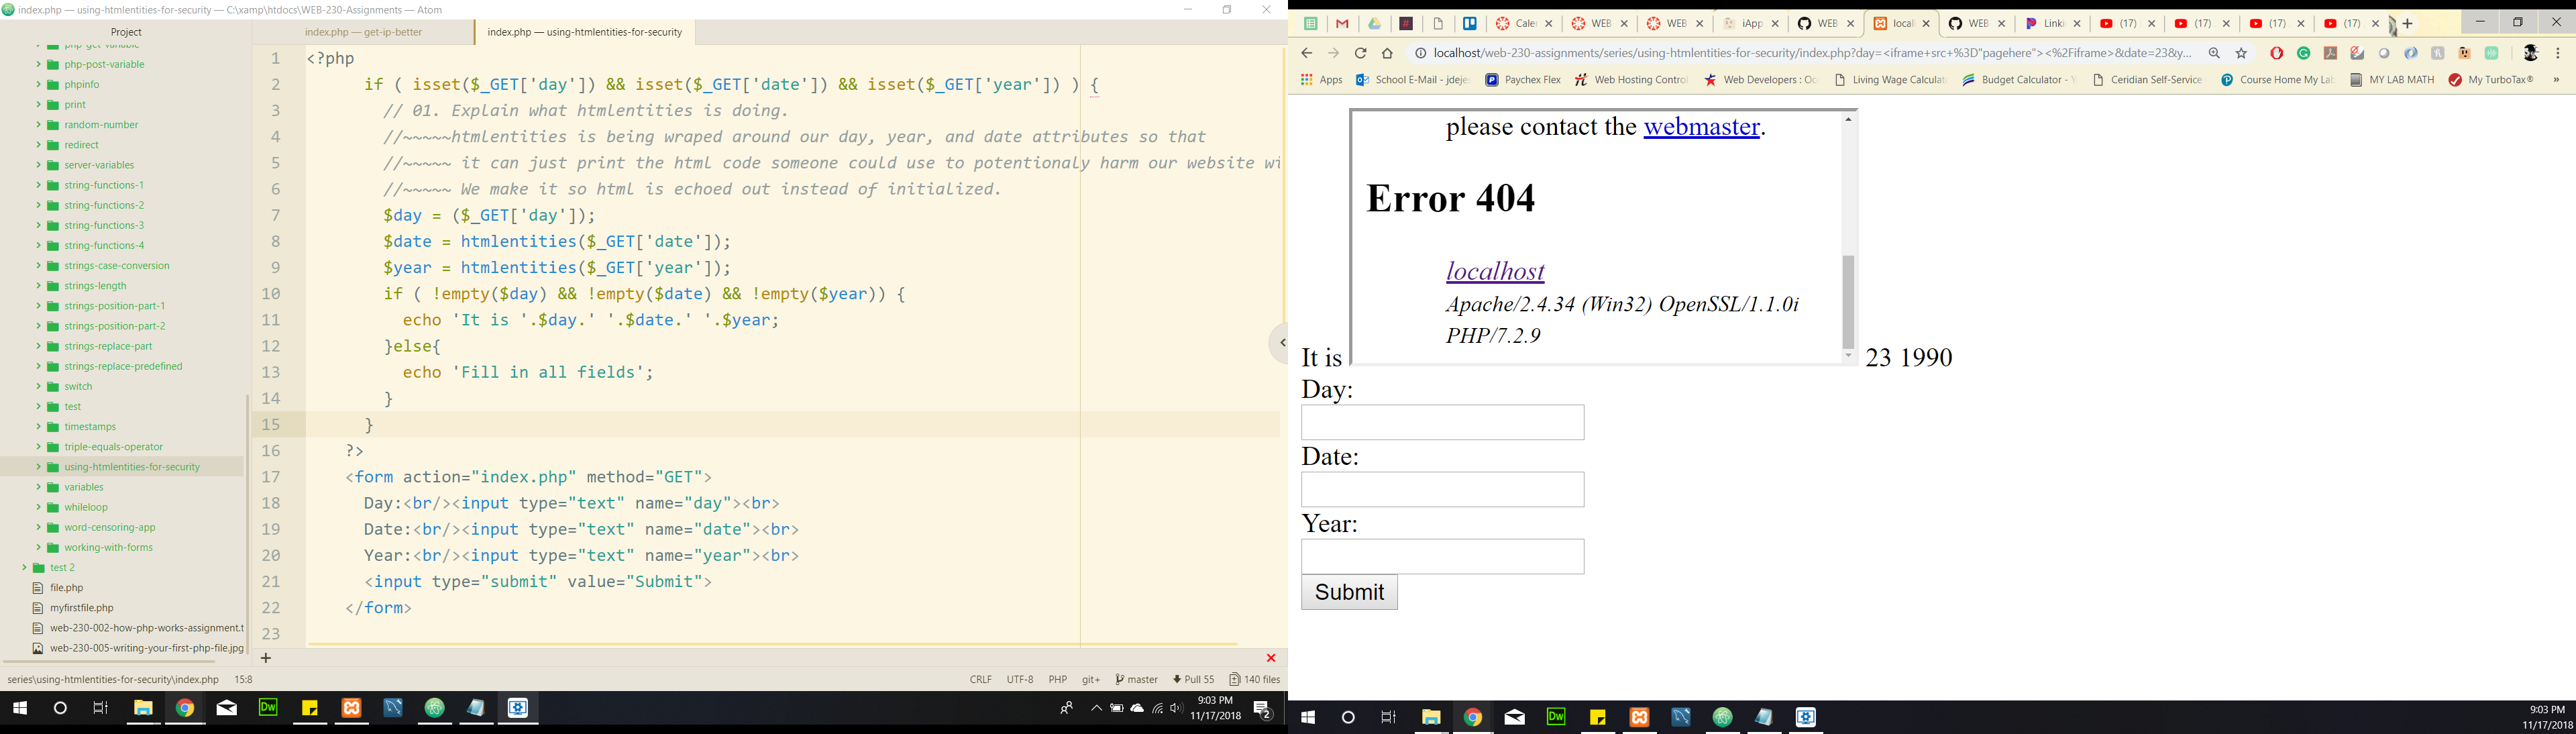 index.php — using-htmlentities-for-security — C:\xamp\htdocs\WEB-230-Assignments — Atom
Project
php-get-variable
php-post-variable
phpinfo
print
random-number
redirect
server-variables
string-functions-1
string-functions-2
string-functions-3
string-functions-4
strings-case-conversion
strings-length
strings-position-part-1
strings-position-part-2
strings-replace-part
strings-replace-predefined
switch
test
timestamps
triple-equals-operator
using-htmlentities-for-security
variables
whileloop
word-censoring-app
working-with-forms
test 2
file.php
myfirstfile.php
web-230-002-how-php-works-assignment.t
web-230-005-writing-your-first-php-file.jpg
index.php — get-ip-better
index.php — using-htmlentities-for-security
1 <?php
2 if ( isset($_GET['day']) && isset($_GET['date']) && isset($_GET['year']) ) {
3 // 01. Explain what htmlentities is doing.
4 //~~~~~htmlentities is being wraped around our day, year, and date attributes so that
5 //~~~~~ it can just print the html code someone could use to potentionaly harm our website wi
6 //~~~~~ We make it so html is echoed out instead of initialized.
7 $day = ($_GET['day']);
8 $date = htmlentities($_GET['date']);
9 $year = htmlentities($_GET['year']);
10 if ( !empty($day) && !empty($date) && !empty($year)) {
11 echo 'It is '.$day.' '.$date.' '.$year;
12 }else{
13 echo 'Fill in all fields';
14 }
15 }
16 ?>
17 <form action="index.php" method="GET">
18 Day:<br/><input type="text" name="day"><br>
19 Date:<br/><input type="text" name="date"><br>
20 Year:<br/><input type="text" name="year"><br>
21 <input type="submit" value="Submit">
22 </form>
23
series\using-htmlentities-for-security\index.php 15:8
CRLF UTF-8 PHP git+ master Pull 55 140 files
Dw
9:03 PM
11/17/2018
2
Calen WEB WEB iApp WEB local WEB Linki (17) (17) (17) (17)
localhost/web-230-assignments/series/using-htmlentities-for-security/index.php?day=<iframe+src+%3D"pagehere"><%2Fiframe>&date=23&y...
Apps School E-Mail - jdeje Paychex Flex Web Hosting Control Web Developers : Oc Living Wage Calculat Budget Calculator - Y Ceridian Self-Service Course Home My Lab MY LAB MATH My TurboTax® »
please contact the webmaster.
Error 404
localhost
Apache/2.4.34 (Win32) OpenSSL/1.1.0i
PHP/7.2.9
It is 23 1990
Day:
Date:
Year:
Submit
Dw
9:03 PM
11/17/2018